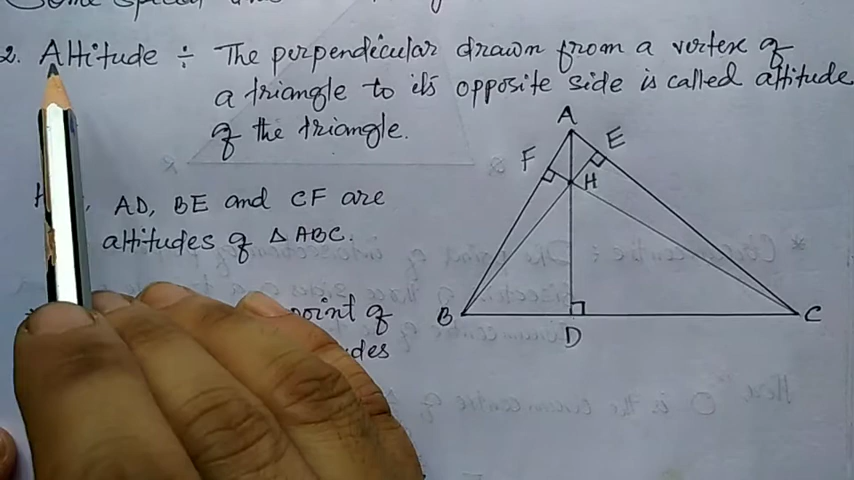 2. Altitude ÷ The perpendicular drawn from a vertex of
a triangle to its opposite side is called altitude
of the triangle.
AD, BE and CF are
altitudes of △ ABC.
point of
A
E
F
H
B
D
C